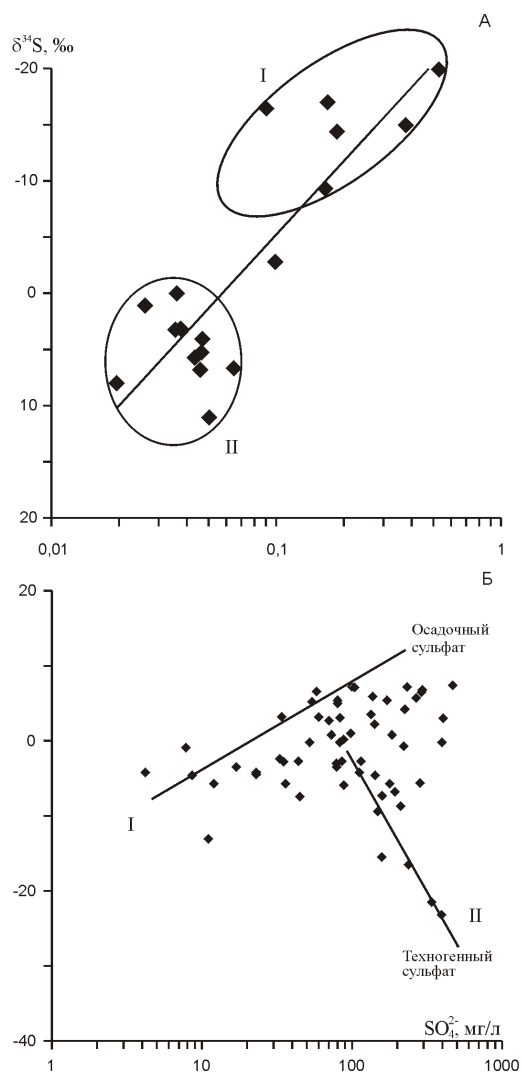 А
δ³⁴S, ‰
-20
I
-10
0
10
II
20
0,01 0,1 1
Б
20
Осадочный
сульфат
10
0
I
-20
II
Техногенный
сульфат
SO₄²⁻, мг/л
-40
1 10 100 1000